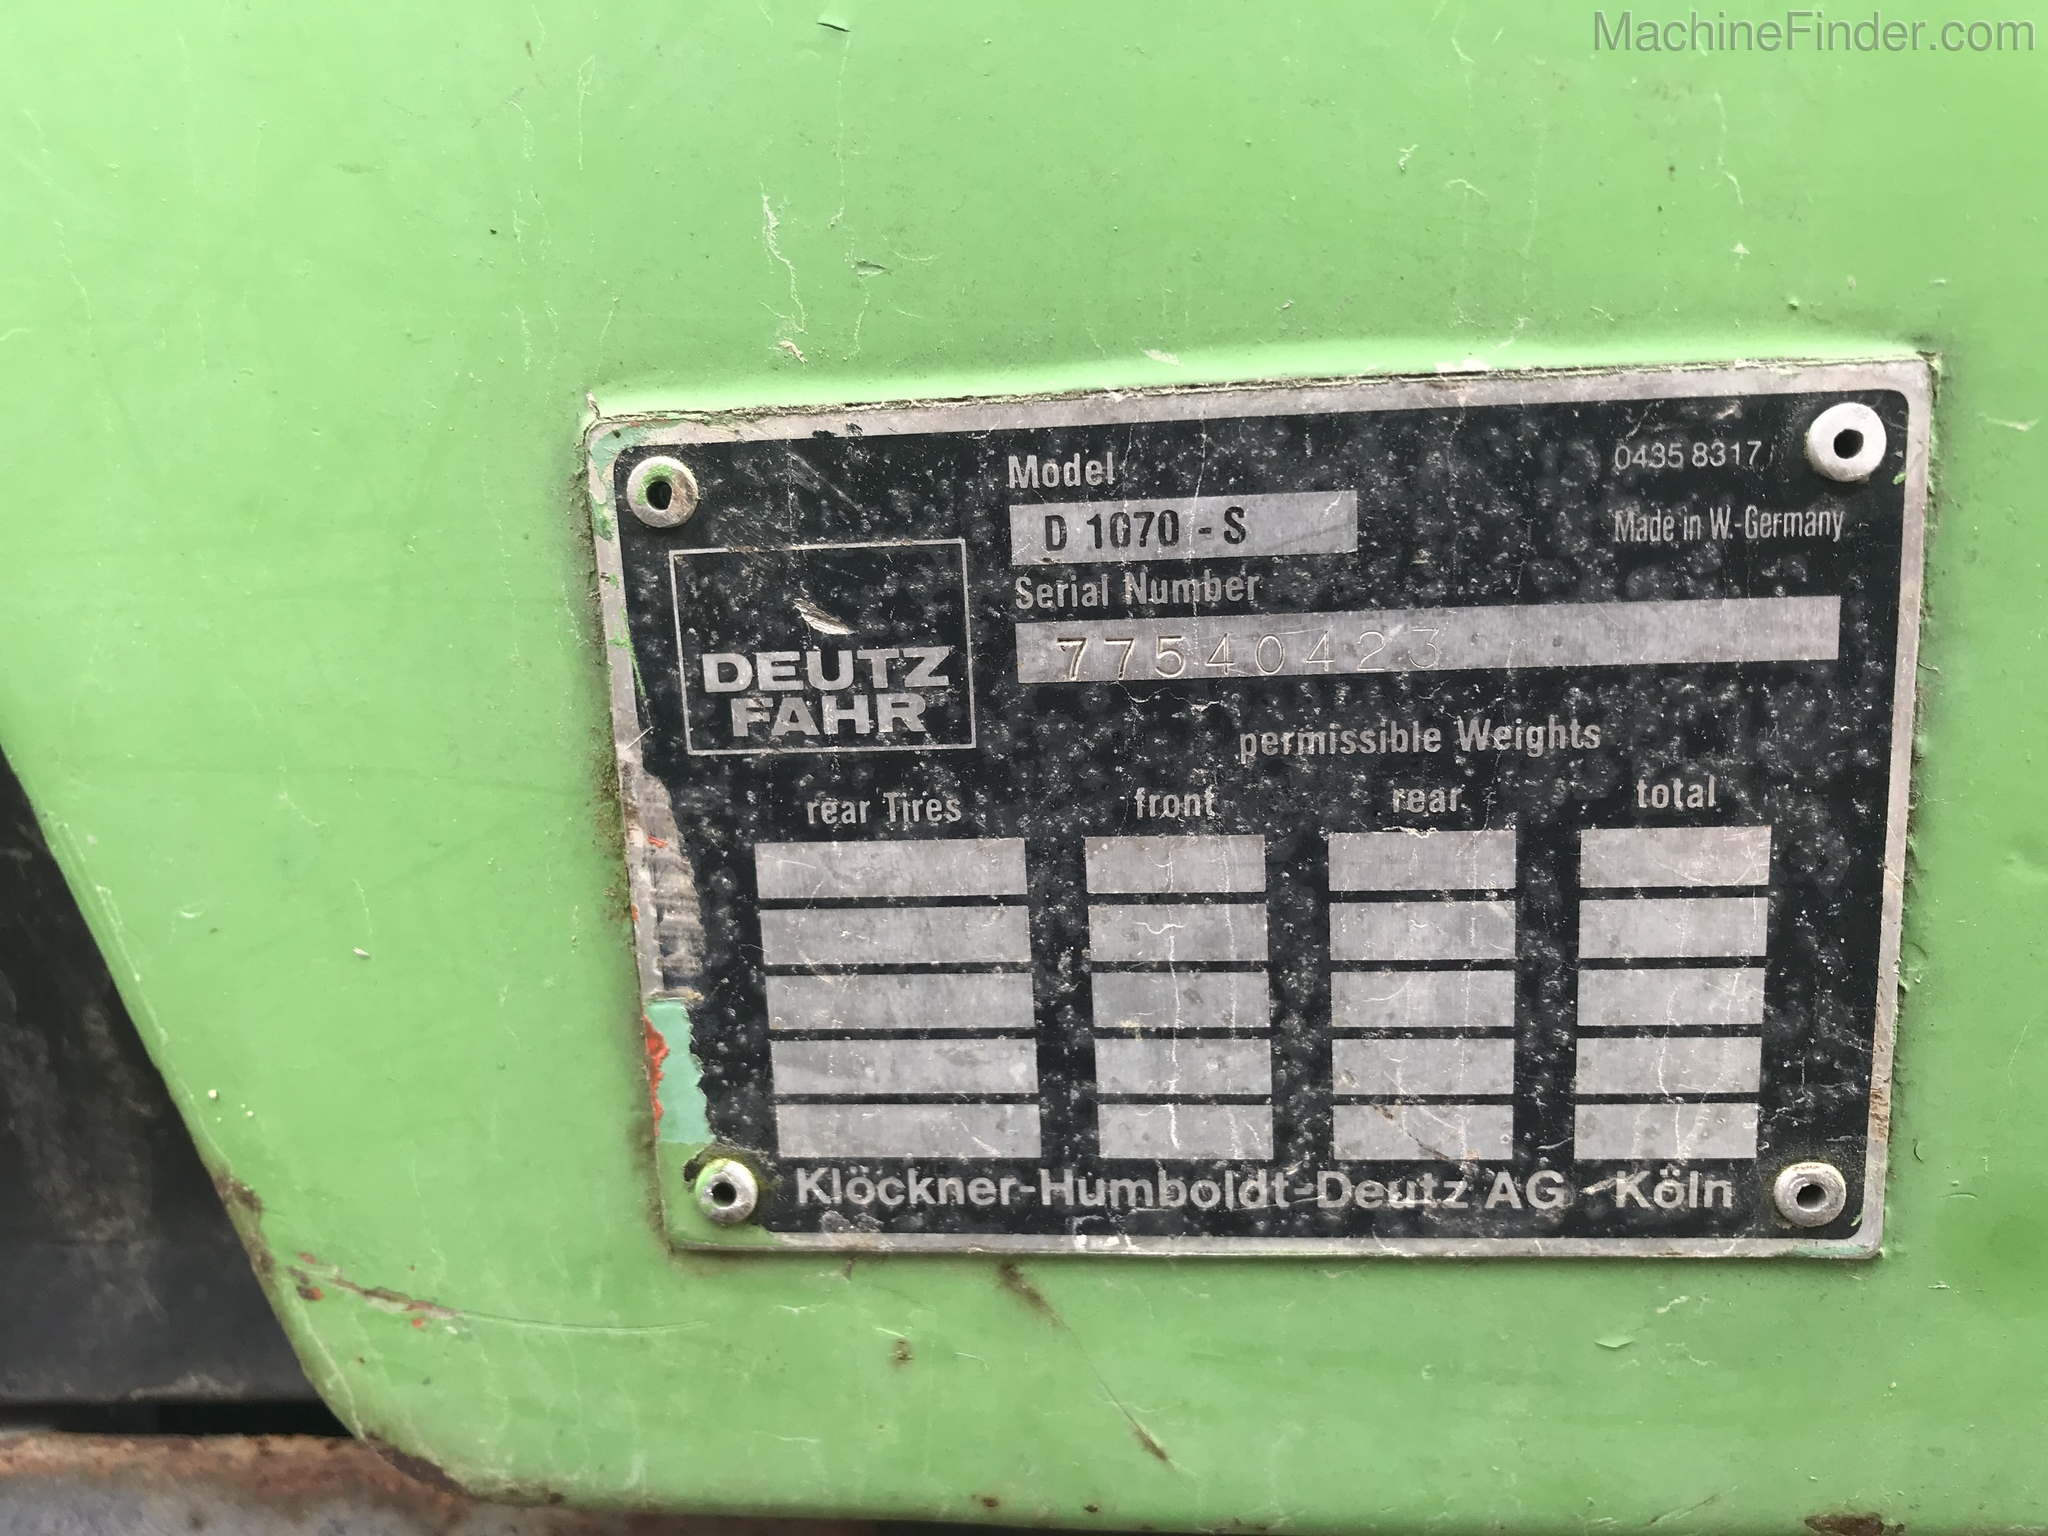 MachineFinder.com
Model
0435 8317
D 1070 - S
Made in W.-Germany
Serial Number
77540423
DEUTZ
FAHR
permissible Weights
rear Tires front rear total
Klöckner-Humboldt-Deutz AG - Köln